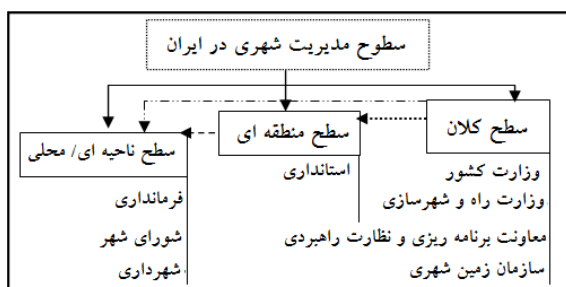 سطوح مدیریت شهری در ایران
سطح کلان
وزارت کشور
وزارت راه و شهرسازی
معاونت برنامه ریزی و نظارت راهبردی
سازمان زمین شهری
سطح منطقه ای
استانداری
سطح ناحیه ای/ محلی
فرمانداری
شورای شهر
شهرداری